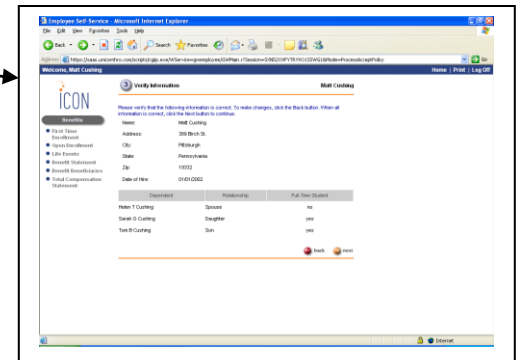 Employee Self-Service - Microsoft Internet Explorer
File Edit View Favorites Tools Help
Back Search Favorites
Address Go
Welcome, Matt Cushing Home | Print | Log Off
ICON
Benefits
First Time
Enrollment
Open Enrollment
Life Events
Benefit Statement
Benefit Beneficiaries
Total Compensation
Statement
3 Verify Information Matt Cushing
Please verify that the following information is correct. To make changes, click the Back button. When all
information is correct, click the Next button to continue.
Name: Matt Cushing
Address: 389 Birch St.
City: Pittsburgh
State: Pennsylvania
Zip: 19332
Date of Hire: 01/01/2002
Dependent Relationship Full-Time Student
Helen T Cushing Spouse no
Sarah O Cushing Daughter yes
Tom B Cushing Son yes
back next
Internet